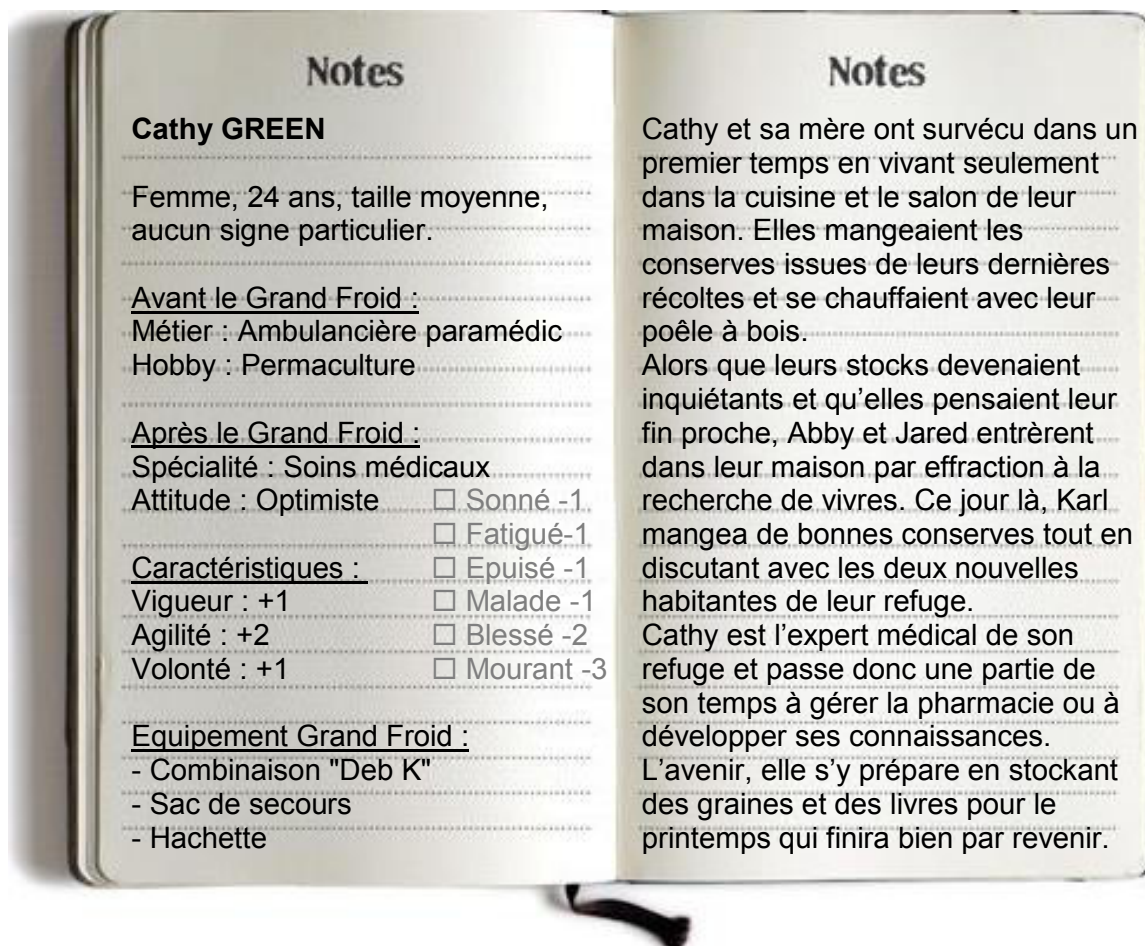 Notes
Cathy GREEN
Femme, 24 ans, taille moyenne,
aucun signe particulier.
Avant le Grand Froid :
Métier : Ambulancière paramédic
Hobby : Permaculture
Après le Grand Froid :
Spécialité : Soins médicaux
Attitude : Optimiste ☐ Sonné -1
☐ Fatigué-1
Caractéristiques : ☐ Epuisé -1
Vigueur : +1 ☐ Malade -1
Agilité : +2 ☐ Blessé -2
Volonté : +1 ☐ Mourant -3
Equipement Grand Froid :
- Combinaison "Deb K"
- Sac de secours
- Hachette
Notes
Cathy et sa mère ont survécu dans un
premier temps en vivant seulement
dans la cuisine et le salon de leur
maison. Elles mangeaient les
conserves issues de leurs dernières
récoltes et se chauffaient avec leur
poêle à bois.
Alors que leurs stocks devenaient
inquiétants et qu'elles pensaient leur
fin proche, Abby et Jared entrèrent
dans leur maison par effraction à la
recherche de vivres. Ce jour là, Karl
mangea de bonnes conserves tout en
discutant avec les deux nouvelles
habitantes de leur refuge.
Cathy est l'expert médical de son
refuge et passe donc une partie de
son temps à gérer la pharmacie ou à
développer ses connaissances.
L'avenir, elle s'y prépare en stockant
des graines et des livres pour le
printemps qui finira bien par revenir.